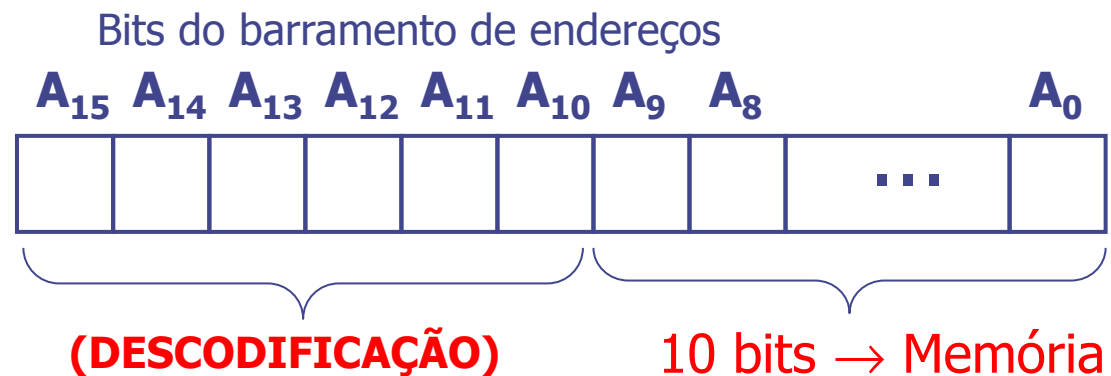 Bits do barramento de endereços
A₁₅ A₁₄ A₁₃ A₁₂ A₁₁ A₁₀ A₉ A₈ A₀
...
(DESCODIFICAÇÃO) 10 bits → Memória